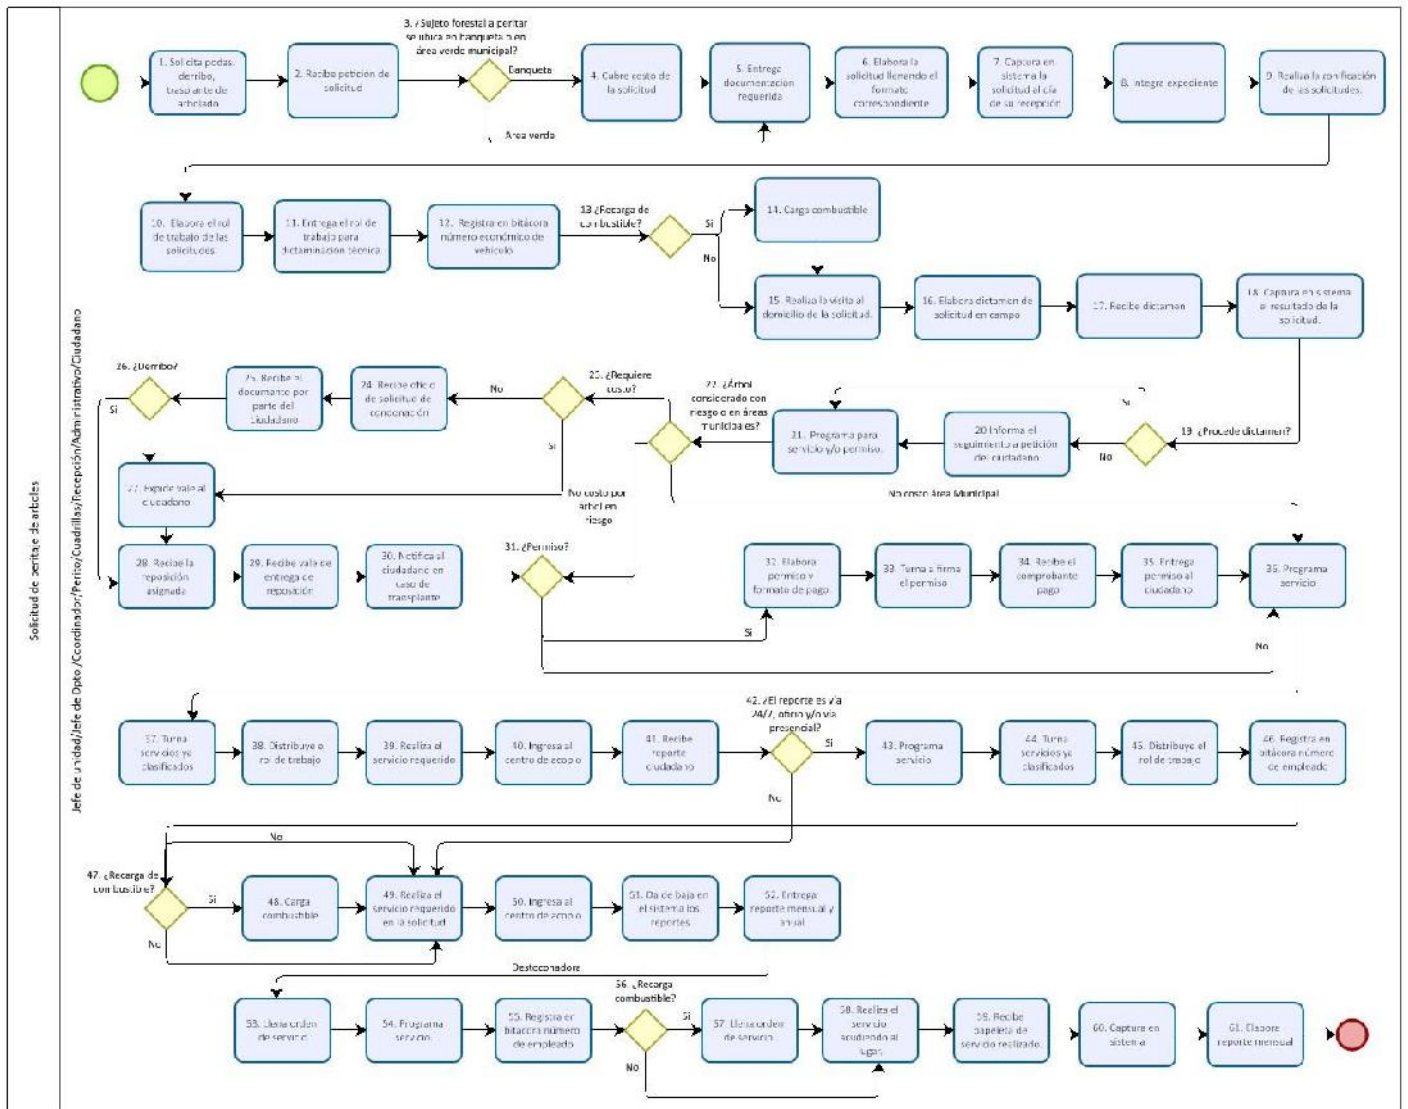 Solicitud de peritaje de arboles
Jefe de unidad/Jefe de Dpto./Coordinador/Perito/Cuadrillas/Recepción/Administrativo/Ciudadano
1. Solicita podas,
derribo,
trasplante de
arbolado
2. Recibe petición de
solicitud
3. ¿Sujeto forestal a peritar
se ubica en banqueta o en
área verde municipal?
Banqueta
Area verde
4. Cubre costo de
la solicitud
5. Entrega
documentación
requerida
6. Elabora la
solicitud llenando el
formato
correspondiente
7. Captura en
sistema la
solicitud el día
de su recepción
8. Integra expediente
9. Realiza la zonificación
de las solicitudes.
10. Elabora el rol
de trabajo de las
solicitudes
11. Entrega el rol de
trabajo para
dictaminación técnica
12. Registra en bitácora
número económico de
vehículo
13 ¿Recarga de
combustible?
Si
No
14. Carga combustible
15. Realiza la visita al
domicilio de la solicitud.
16. Elabora dictamen de
solicitud en campo
17. Recibe dictamen
18. Captura en sistema
el resultado de la
solicitud.
26. ¿Derribo?
Si
25. Recibe el
documento por
parte del
ciudadano
24. Recibe oficio
de solicitud de
condonación
No
Si
23. ¿Requiere
costo?
22. ¿Árbol
considerado con
riesgo o en áreas
municipales?
21. Programa para
servicio y/o permiso.
20 Informa el
seguimiento a petición
del ciudadano
Si
No
19. ¿Procede dictamen?
27. Expide vale al
ciudadano
No costo por
árbol en
riesgo
No costo área Municipal
28. Recibe la
reposición
asignada
29. Recibe vale de
entrega de
reposición
30. Notifica al
ciudadano en
caso de
transplante
31. ¿Permiso?
Si
No
32. Elabora
permiso y
formato de pago
33. Turna a firma
el permiso
34. Recibe el
comprobante
pago
35. Entrega
permiso al
ciudadano
36. Programa
servicio
37. Turna
servicios ya
clasificados
38. Distribuye el
rol de trabajo
39. Realiza el
servicio requerido
40. Ingresa al
centro de acopio
41. Recibe
reporte
ciudadano
42. ¿El reporte es vía
24/7, oficio y/o vía
presencial?
Si
No
43. Programa
servicio
44. Turna
servicios ya
clasificados
45. Distribuye el
rol de trabajo
46. Registra en
bitácora número
de empleado
No
47. ¿Recarga de
combustible?
Si
No
48. Carga
combustible
49. Realiza el
servicio requerido
en la solicitud
50. Ingresa al
centro de acopio
51. Da de baja en
el sistema los
reportes
52. Entrega
reporte mensual y
anual
Destoconadora
53. Llena orden
de servicio
54. Programa
servicio
55. Registra en
bitácora número
de empleado
56. ¿Recarga
combustible?
Si
No
57. Llena orden
de servicio
58. Realiza el
servicio
acudiendo al
lugar.
59. Recibe
papeleta de
servicio realizado.
60. Captura en
sistema
61. Elabora
reporte mensual